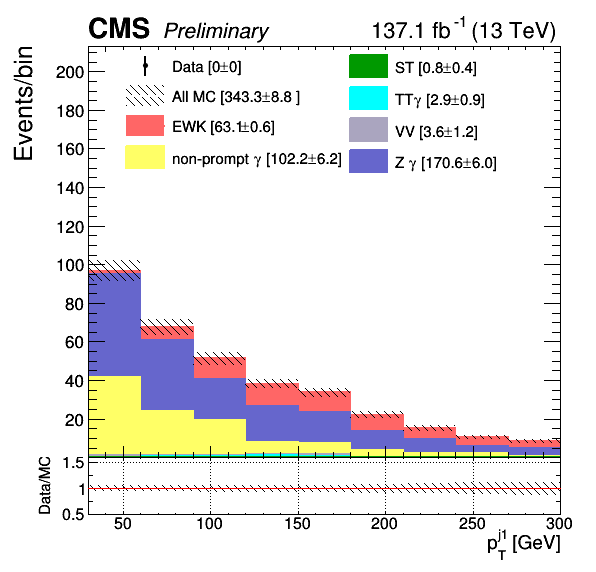 CMS Preliminary 137.1 fb-1 (13 TeV)
Events/bin
200
180
160
140
120
100
80
60
40
20
Data [0±0]
All MC [343.3±8.8 ]
EWK [63.1±0.6]
non-prompt γ [102.2±6.2]
ST [0.8±0.4]
TTγ [2.9±0.9]
VV [3.6±1.2]
Z γ [170.6±6.0]
Data/MC
1.5
1
0.5
50 100 150 200 250 300
p_T^j1 [GeV]